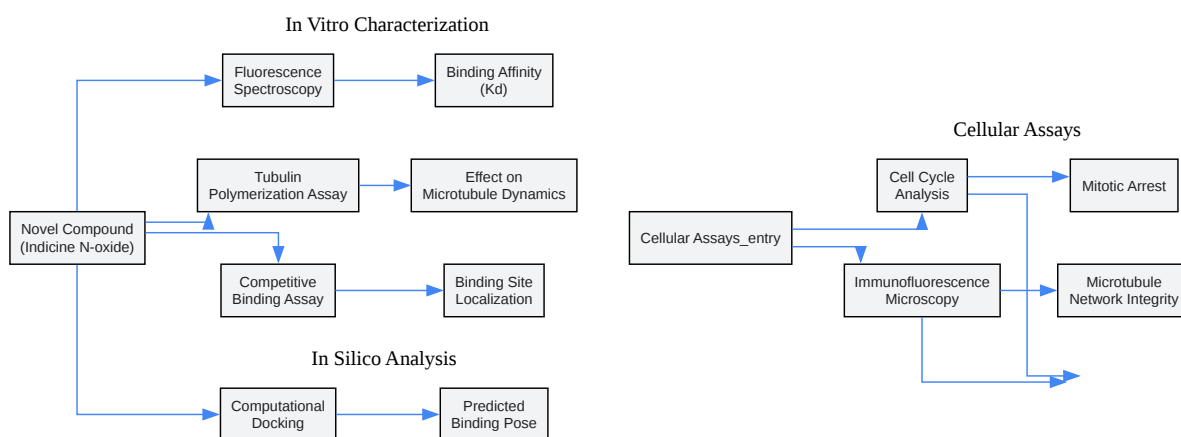 In Vitro Characterization
Fluorescence
Spectroscopy
Binding Affinity
(Kd)
Tubulin
Polymerization Assay
Effect on
Microtubule Dynamics
Novel Compound
(Indicine N-oxide)
Competitive
Binding Assay
Binding Site
Localization
In Silico Analysis
Computational
Docking
Predicted
Binding Pose
Cellular Assays
Cell Cycle
Analysis
Mitotic Arrest
Cellular Assays_entry
Immunofluorescence
Microscopy
Microtubule
Network Integrity